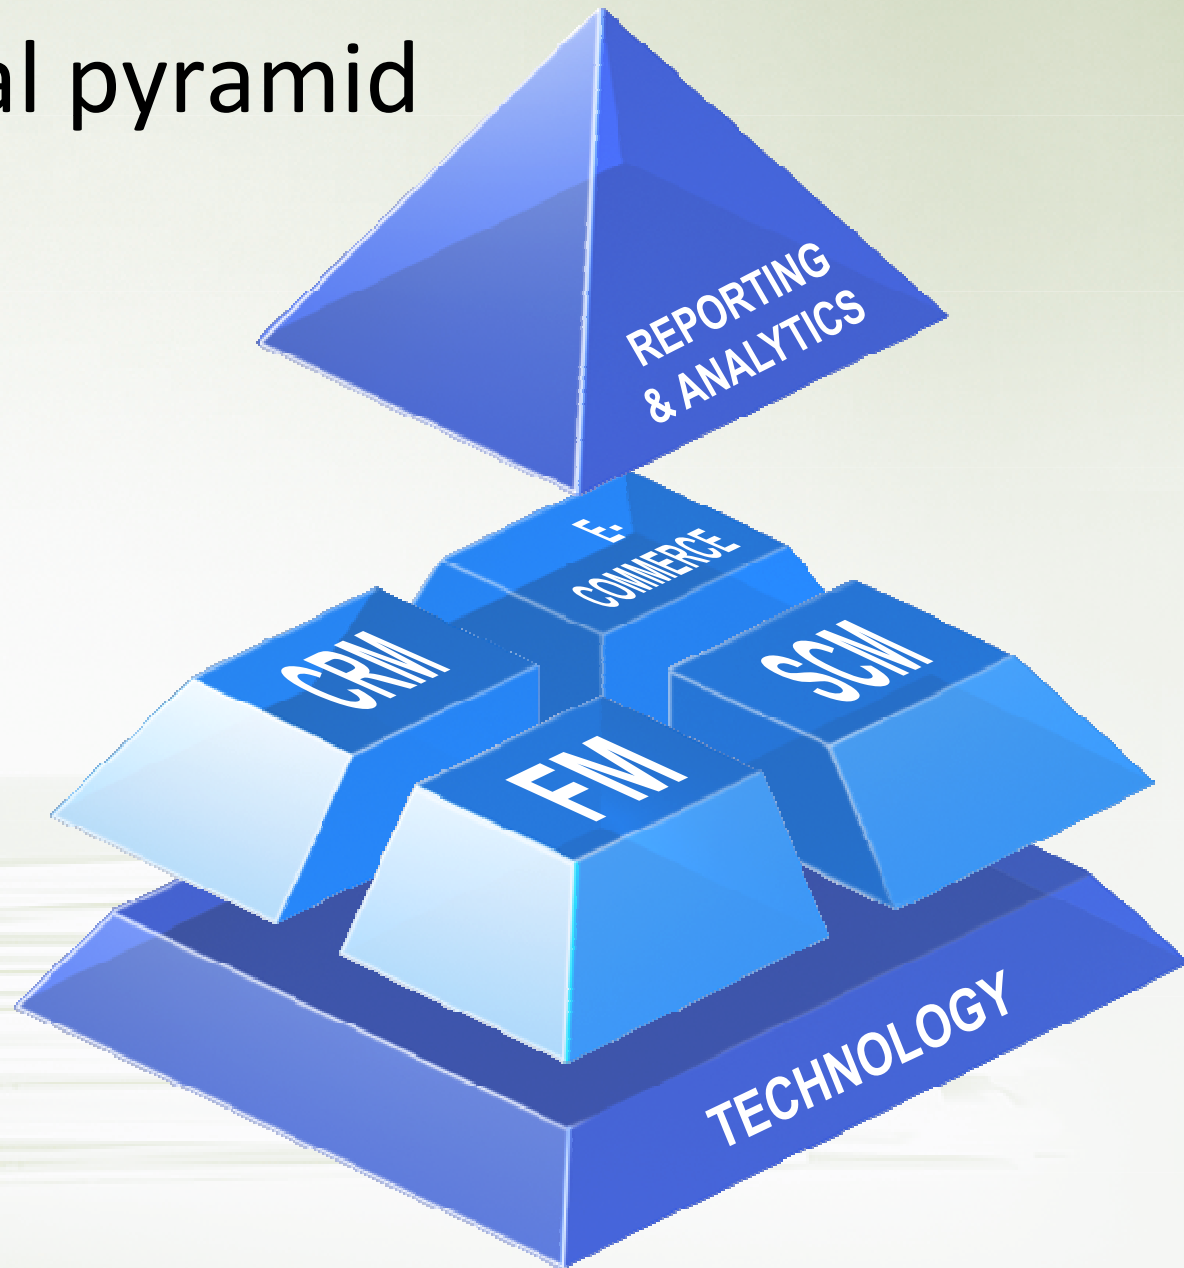 al pyramid
REPORTING
& ANALYTICS
E-
COMMERCE
CRM
SCM
FM
TECHNOLOGY